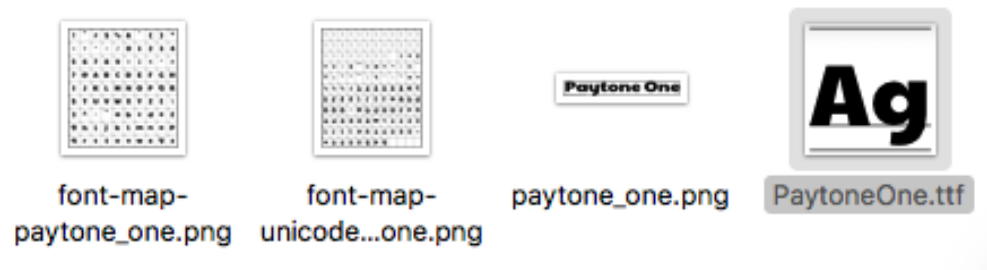 Paytone One
Ag
font-map-
paytone_one.png
font-map-
unicode...one.png
paytone_one.png
PaytoneOne.ttf